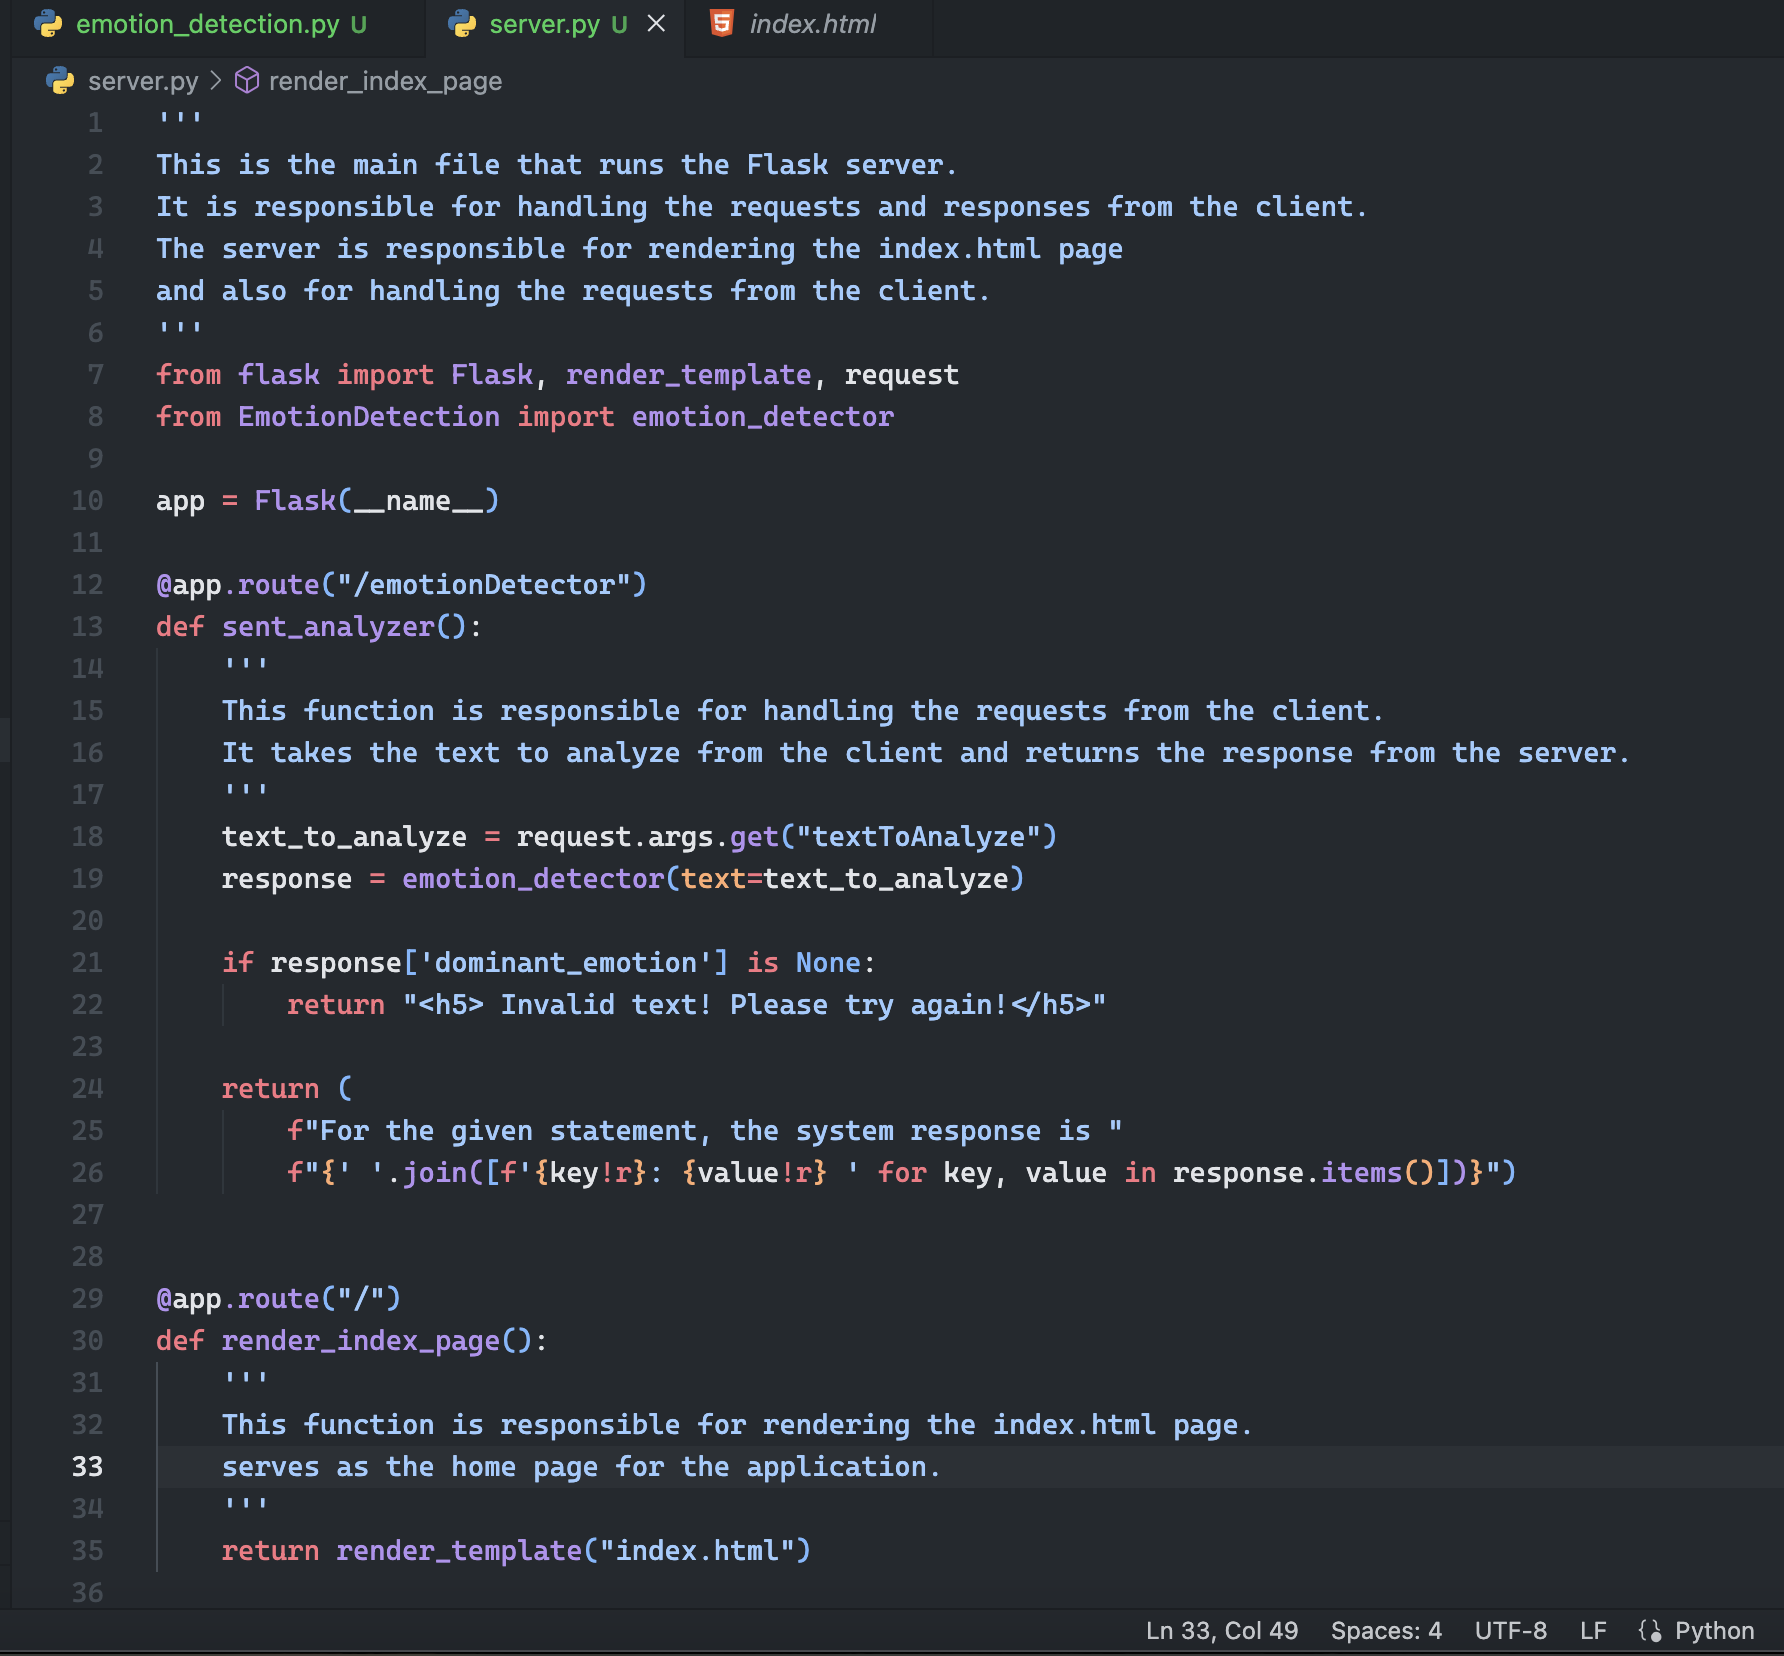 emotion_detection.py U server.py U index.html
server.py > render_index_page
1 '''
2 This is the main file that runs the Flask server.
3 It is responsible for handling the requests and responses from the client.
4 The server is responsible for rendering the index.html page
5 and also for handling the requests from the client.
6 '''
7 from flask import Flask, render_template, request
8 from EmotionDetection import emotion_detector
9
10 app = Flask(__name__)
11
12 @app.route("/emotionDetector")
13 def sent_analyzer():
14     '''
15     This function is responsible for handling the requests from the client.
16     It takes the text to analyze from the client and returns the response from the server.
17     '''
18     text_to_analyze = request.args.get("textToAnalyze")
19     response = emotion_detector(text=text_to_analyze)
20
21     if response['dominant_emotion'] is None:
22         return "<h5> Invalid text! Please try again!</h5>"
23
24     return (
25         f"For the given statement, the system response is "
26         f"{' '.join([f'{key!r}: {value!r} ' for key, value in response.items()])}")
27
28
29 @app.route("/")
30 def render_index_page():
31     '''
32     This function is responsible for rendering the index.html page.
33     serves as the home page for the application.
34     '''
35     return render_template("index.html")
36
Ln 33, Col 49 Spaces: 4 UTF-8 LF Python